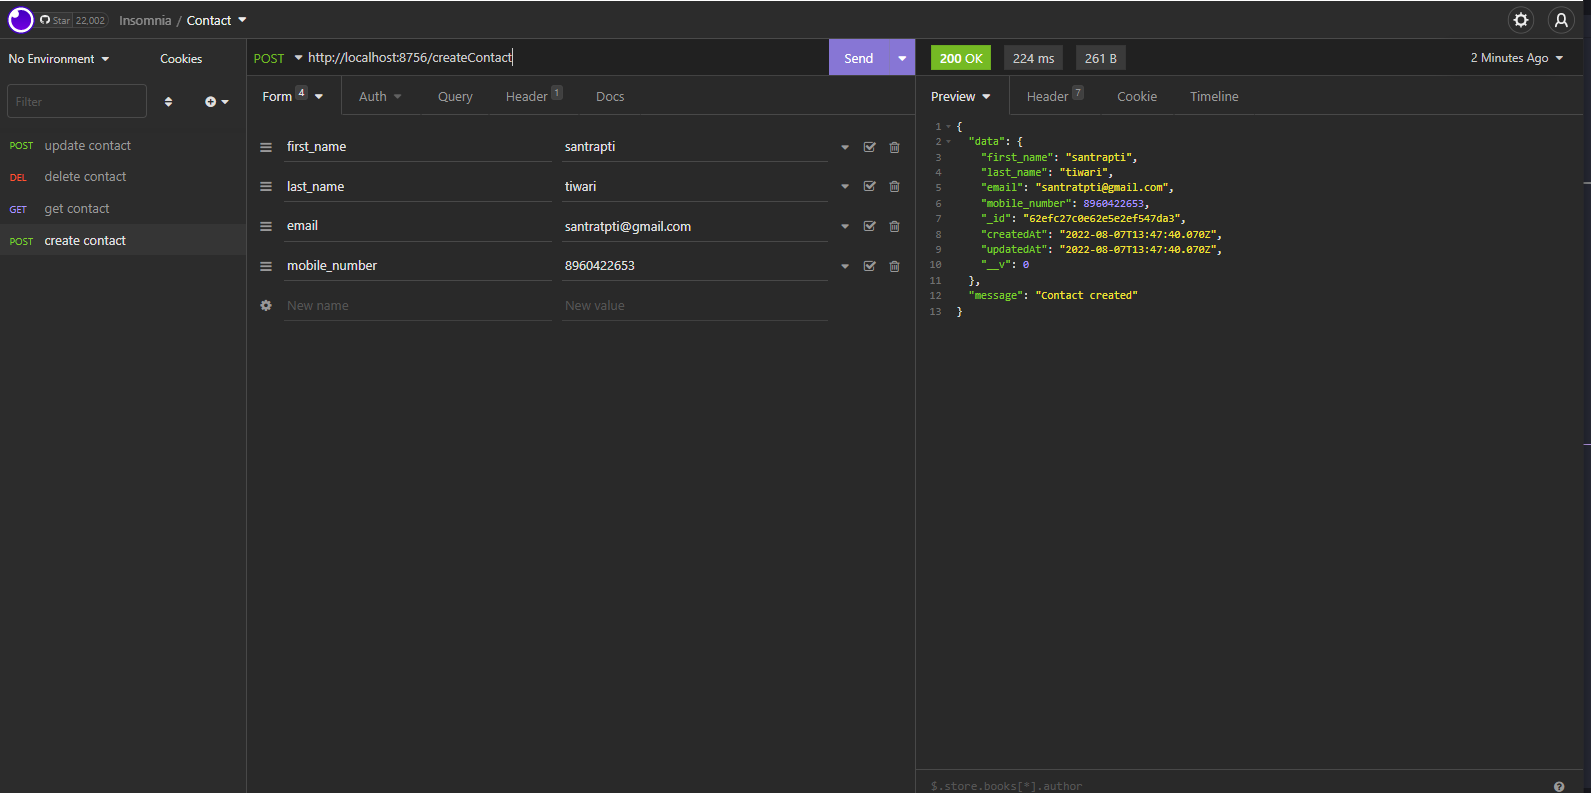 Star 22,002 Insomnia / Contact
No Environment Cookies
Filter
POST update contact
DEL delete contact
GET get contact
POST create contact
POST http://localhost:8756/createContact Send
Form 4 Auth Query Header 1 Docs
first_name santrapti
last_name tiwari
email santratpti@gmail.com
mobile_number 8960422653
New name New value
200 OK 224 ms 261 B 2 Minutes Ago
Preview Header 7 Cookie Timeline
1 {
2 "data": {
3 "first_name": "santrapti",
4 "last_name": "tiwari",
5 "email": "santratpti@gmail.com",
6 "mobile_number": 8960422653,
7 "_id": "62efc27c0e62e5e2ef547da3",
8 "createdAt": "2022-08-07T13:47:40.070Z",
9 "updatedAt": "2022-08-07T13:47:40.070Z",
10 "__v": 0
11 },
12 "message": "Contact created"
13 }
$.store.books[*].author